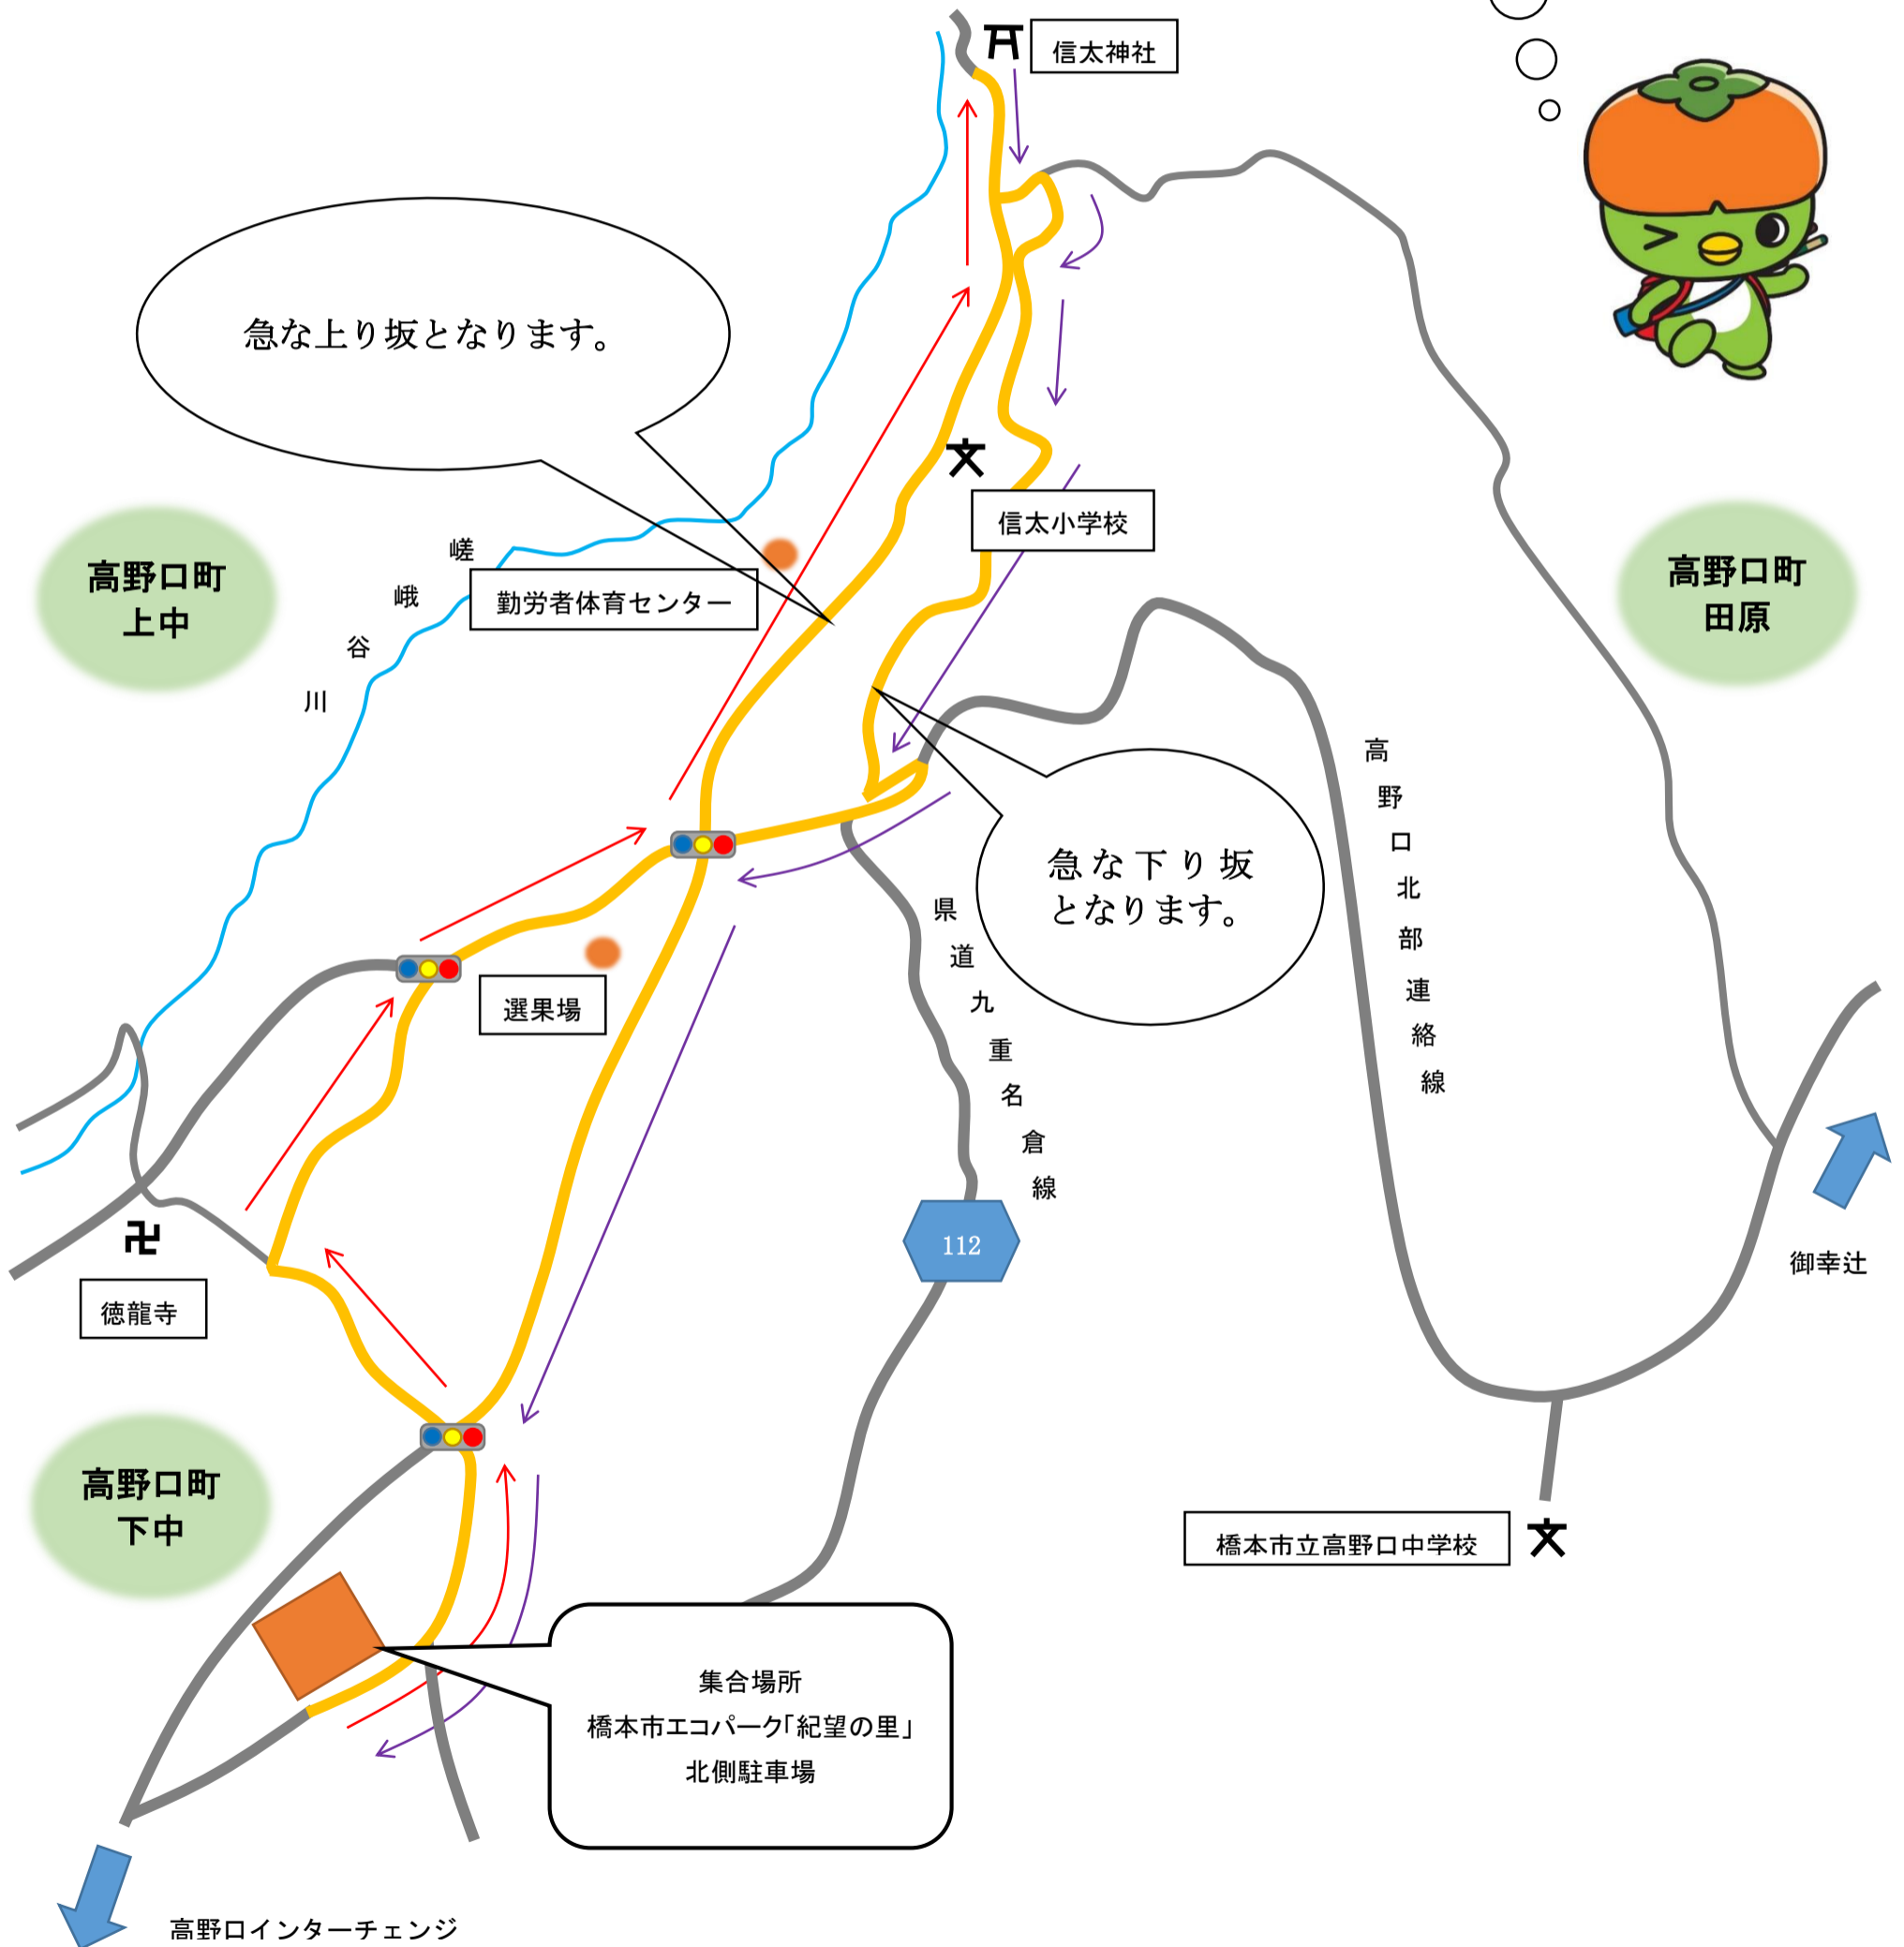 信太神社
急な上り坂となります。
信太小学校
高野口町
上中
高野口町
田原
勤労者体育センター
嵯
峨
谷
川
高
野
口
北
部
連
絡
線
急な下り坂
となります。
県
道
九
重
名
倉
線
選果場
112
徳龍寺
御幸辻
高野口町
下中
橋本市立高野口中学校
集合場所
橋本市エコパーク「紀望の里」
北側駐車場
高野口インターチェンジ